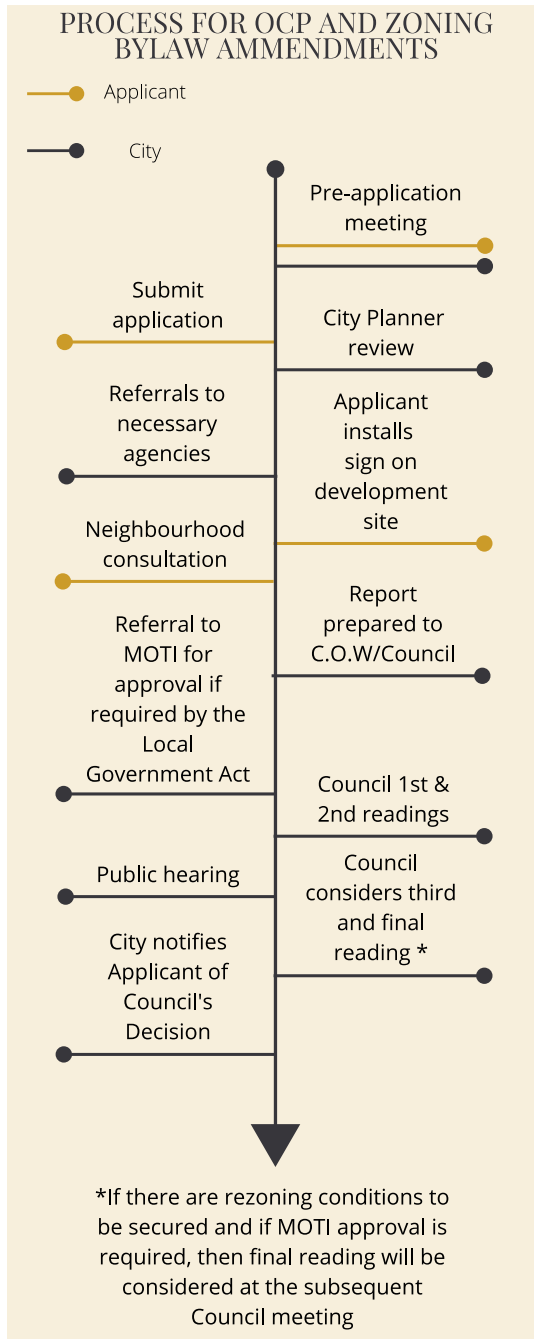 PROCESS FOR OCP AND ZONING
BYLAW AMMENDMENTS
Applicant
City
Pre-application
meeting
Submit
application
City Planner
review
Referrals to
necessary
agencies
Applicant
installs
sign on
development
site
Neighbourhood
consultation
Report
prepared to
C.O.W/Council
Referral to
MOTI for
approval if
required by the
Local
Government Act
Council 1st &
2nd readings
Public hearing
Council
considers third
and final
reading *
City notifies
Applicant of
Council's
Decision
*If there are rezoning conditions to
be secured and if MOTI approval is
required, then final reading will be
considered at the subsequent
Council meeting